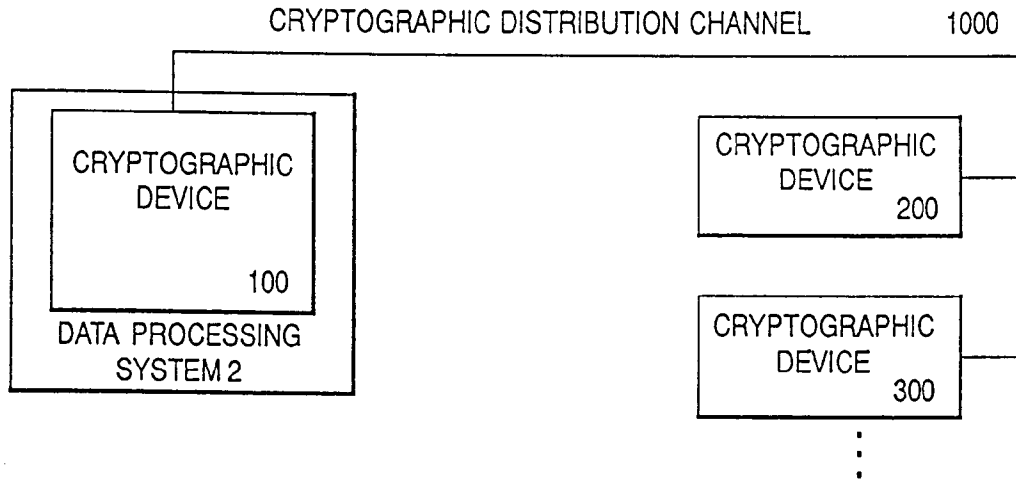 CRYPTOGRAPHIC DISTRIBUTION CHANNEL 1000
CRYPTOGRAPHIC
DEVICE
100
DATA PROCESSING
SYSTEM 2
CRYPTOGRAPHIC
DEVICE
200
CRYPTOGRAPHIC
DEVICE
300